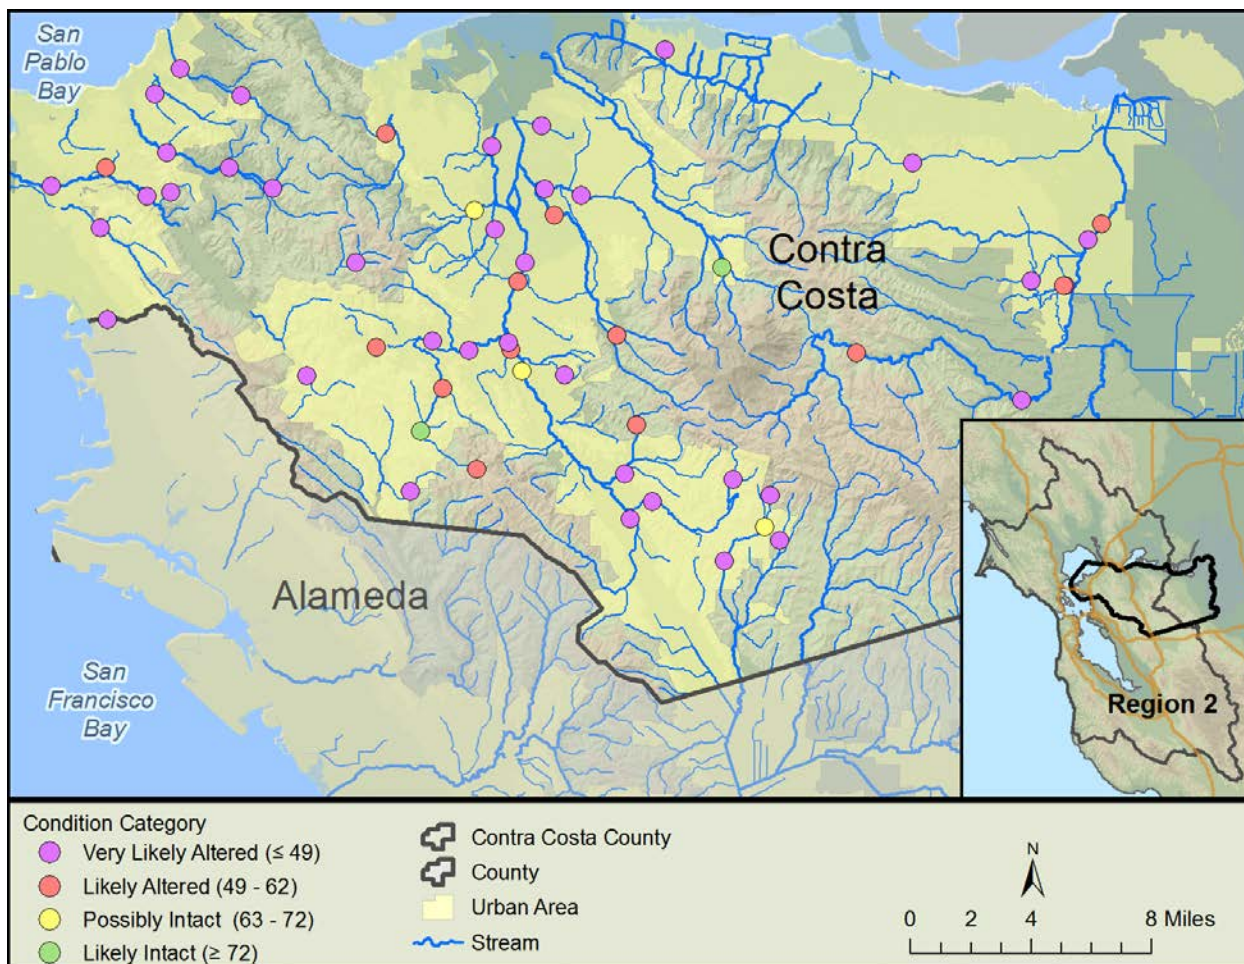 San
Pablo
Bay
Contra
Costa
Alameda
San
Francisco
Bay
Region 2
Condition Category
Very Likely Altered (≤ 49)
Likely Altered (49 - 62)
Possibly Intact (63 - 72)
Likely Intact (≥ 72)
Contra Costa County
County
Urban Area
Stream
N
0 2 4 8 Miles